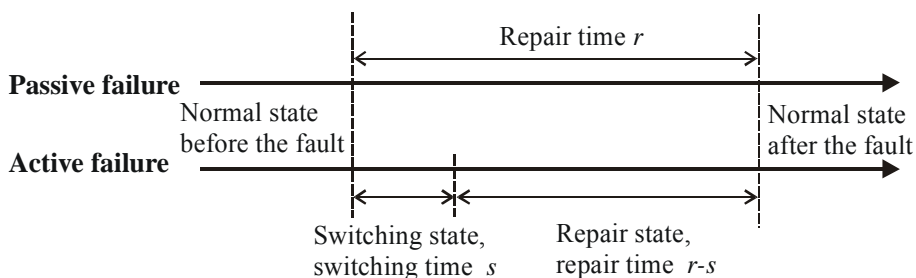 Repair time r
Passive failure
Normal state
before the fault
Normal state
after the fault
Active failure
Switching state,
switching time s
Repair state,
repair time r-s